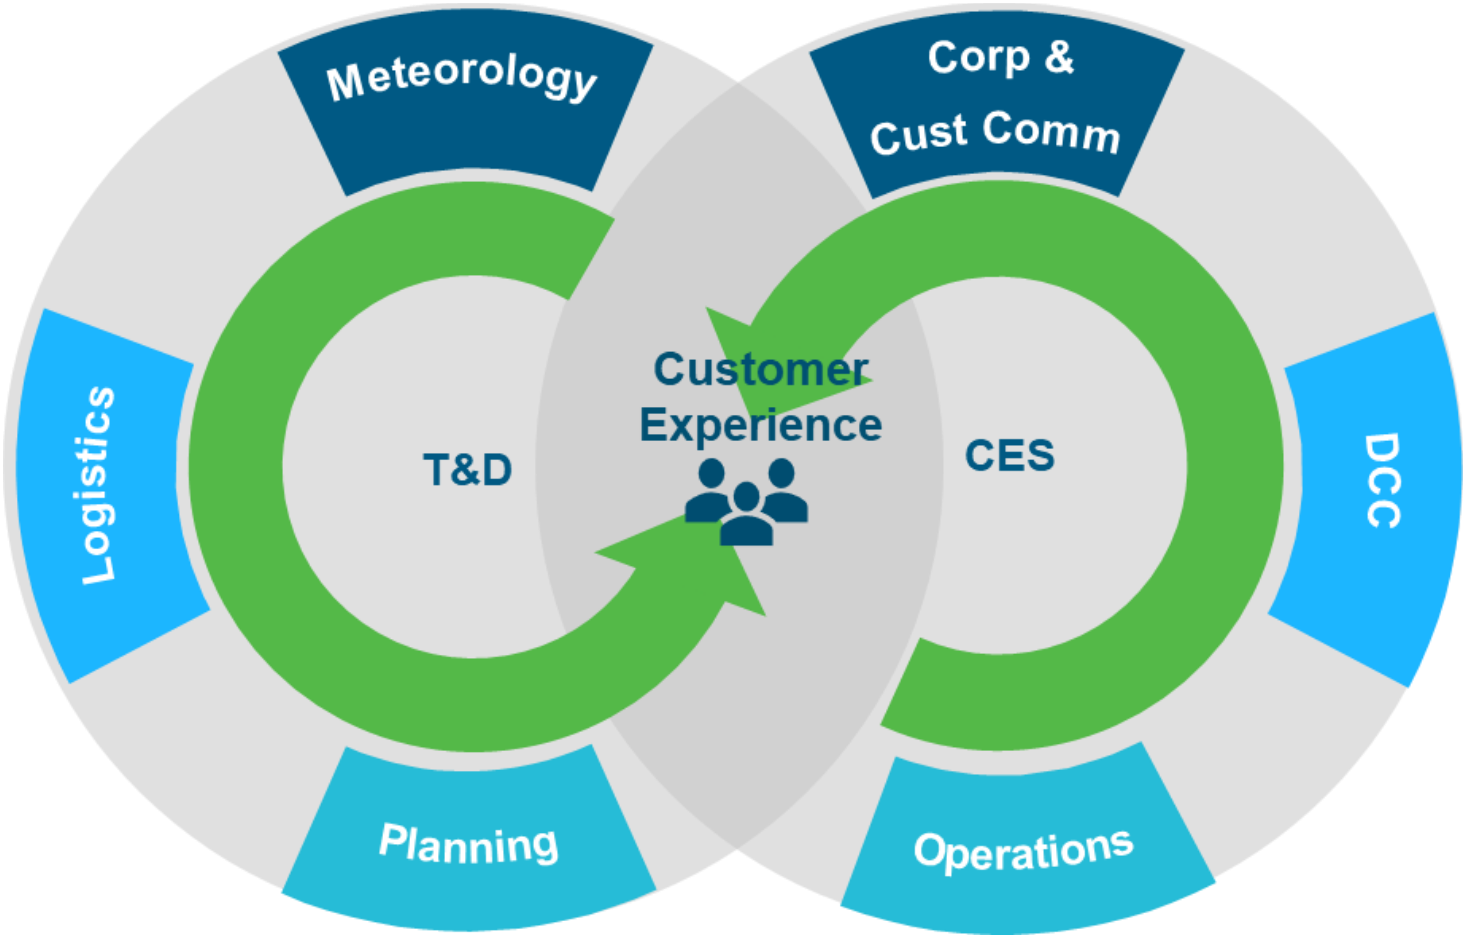 Meteorology
Corp &
Cust Comm
Logistics
T&D
Customer
Experience
CES
DCC
Planning
Operations